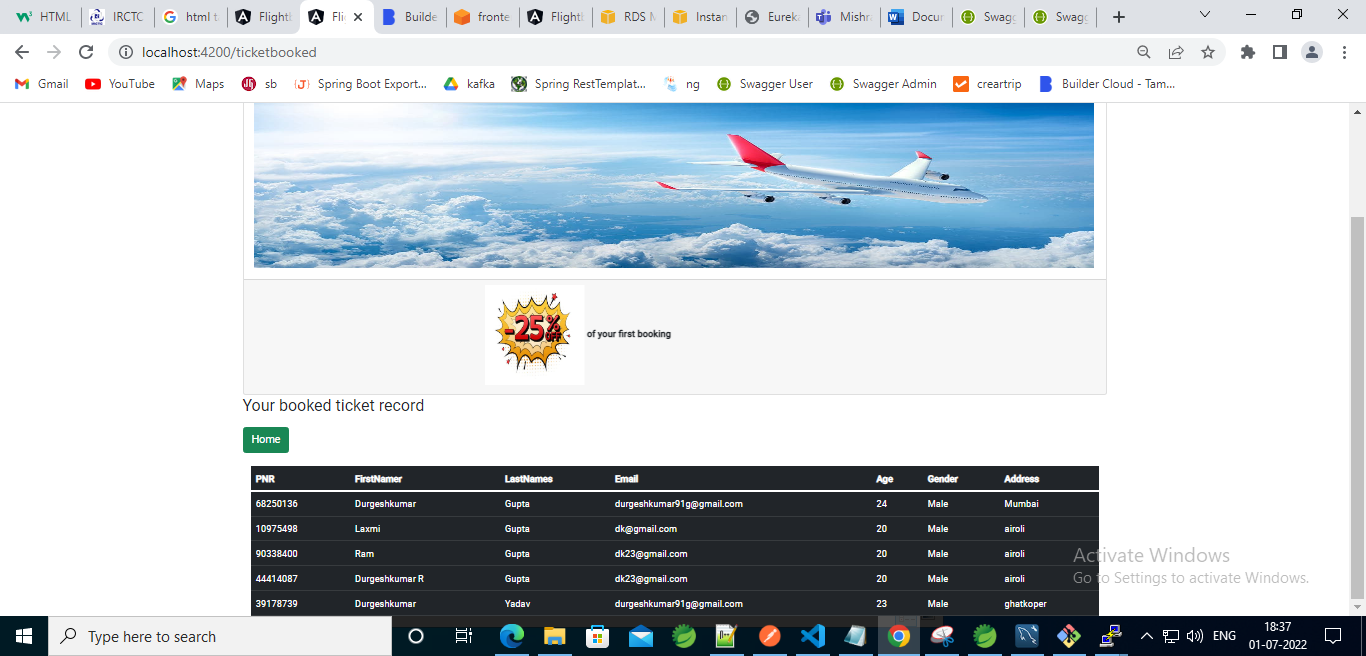 HTML IRCTC html t Flight Fli Builde fronte Flight RDS M Instan Eurek Mishr Docur Swag Swag
localhost:4200/ticketbooked
Gmail YouTube Maps sb Spring Boot Export... kafka Spring RestTemplat... ng Swagger User Swagger Admin creartrip Builder Cloud - Tam...
-25% OFF of your first booking
Your booked ticket record
Home
PNR FirstNamer LastNames Email Age Gender Address
68250136 Durgeshkumar Gupta durgeshkumar91g@gmail.com 24 Male Mumbai
10975498 Laxmi Gupta dk@gmail.com 20 Male airoli
90338400 Ram Gupta dk23@gmail.com 20 Male airoli
44414087 Durgeshkumar R Gupta dk23@gmail.com 20 Male airoli
39178739 Durgeshkumar Yadav durgeshkumar91g@gmail.com 23 Male ghatkoper
Activate Windows
Go to Settings to activate Windows.
Type here to search
ENG
18:37
01-07-2022